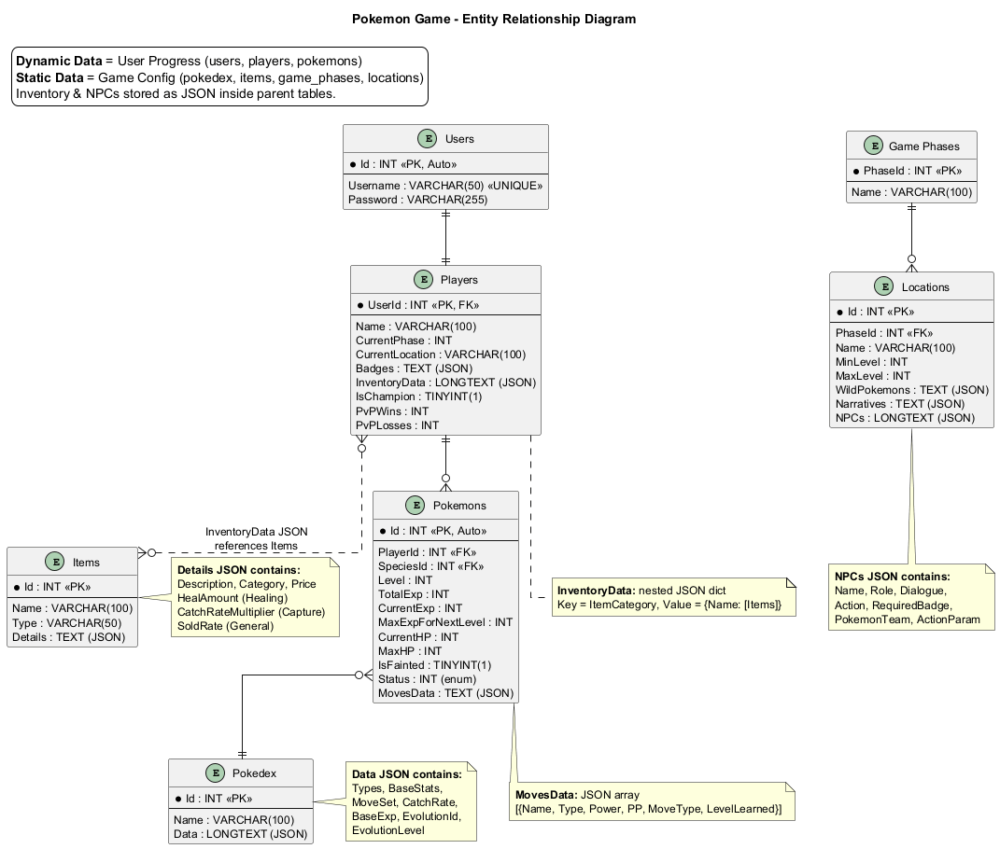 Pokemon Game - Entity Relationship Diagram
Dynamic Data = User Progress (users, players, pokemons)
Static Data = Game Config (pokedex, items, game_phases, locations)
Inventory & NPCs stored as JSON inside parent tables.
E Users
Id : INT «PK, Auto»
Username : VARCHAR(50) «UNIQUE»
Password : VARCHAR(255)
E Game Phases
PhaseId : INT «PK»
Name : VARCHAR(100)
E Players
UserId : INT «PK, FK»
Name : VARCHAR(100)
CurrentPhase : INT
CurrentLocation : VARCHAR(100)
Badges : TEXT (JSON)
InventoryData : LONGTEXT (JSON)
IsChampion : TINYINT(1)
PvPWins : INT
PvPLosses : INT
E Locations
Id : INT «PK»
PhaseId : INT «FK»
Name : VARCHAR(100)
MinLevel : INT
MaxLevel : INT
WildPokemons : TEXT (JSON)
Narratives : TEXT (JSON)
NPCs : LONGTEXT (JSON)
InventoryData JSON
references Items
E Items
Id : INT «PK»
Name : VARCHAR(100)
Type : VARCHAR(50)
Details : TEXT (JSON)
Details JSON contains:
Description, Category, Price
HealAmount (Healing)
CatchRateMultiplier (Capture)
SoldRate (General)
E Pokemons
Id : INT «PK, Auto»
PlayerId : INT «FK»
SpeciesId : INT «FK»
Level : INT
TotalExp : INT
CurrentExp : INT
MaxExpForNextLevel : INT
CurrentHP : INT
MaxHP : INT
IsFainted : TINYINT(1)
Status : INT (enum)
MovesData : TEXT (JSON)
InventoryData: nested JSON dict
Key = ItemCategory, Value = {Name: [Items]}
NPCs JSON contains:
Name, Role, Dialogue,
Action, RequiredBadge,
PokemonTeam, ActionParam
E Pokedex
Id : INT «PK»
Name : VARCHAR(100)
Data : LONGTEXT (JSON)
Data JSON contains:
Types, BaseStats,
MoveSet, CatchRate,
BaseExp, EvolutionId,
EvolutionLevel
MovesData: JSON array
[{Name, Type, Power, PP, MoveType, LevelLearned}]